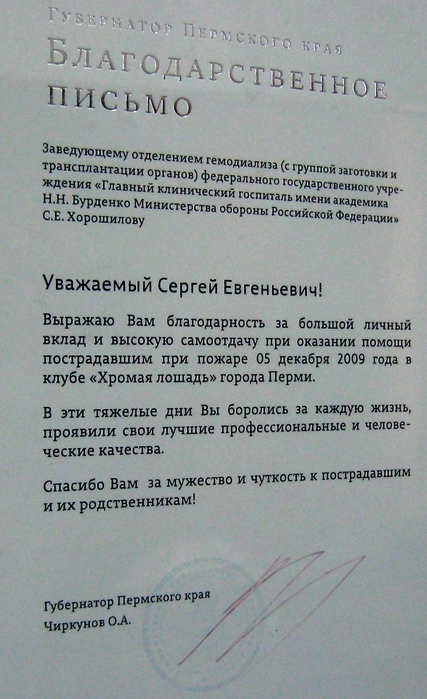 Губернатор Пермского края
Благодарственное
письмо
Заведующему отделением гемодиализа (с группой заготовки и
трансплантации органов) федерального государственного учре-
ждения «Главный клинический госпиталь имени академика
Н.Н. Бурденко Министерства обороны Российской Федерации»
С.Е. Хорошилову
Уважаемый Сергей Евгеньевич!
Выражаю Вам благодарность за большой личный
вклад и высокую самоотдачу при оказании помощи
пострадавшим при пожаре 05 декабря 2009 года в
клубе «Хромая лошадь» города Перми.
В эти тяжелые дни Вы боролись за каждую жизнь,
проявили свои лучшие профессиональные и челове-
ческие качества.
Спасибо Вам за мужество и чуткость к пострадавшим
и их родственникам!
Губернатор Пермского края
Чиркунов О.А.